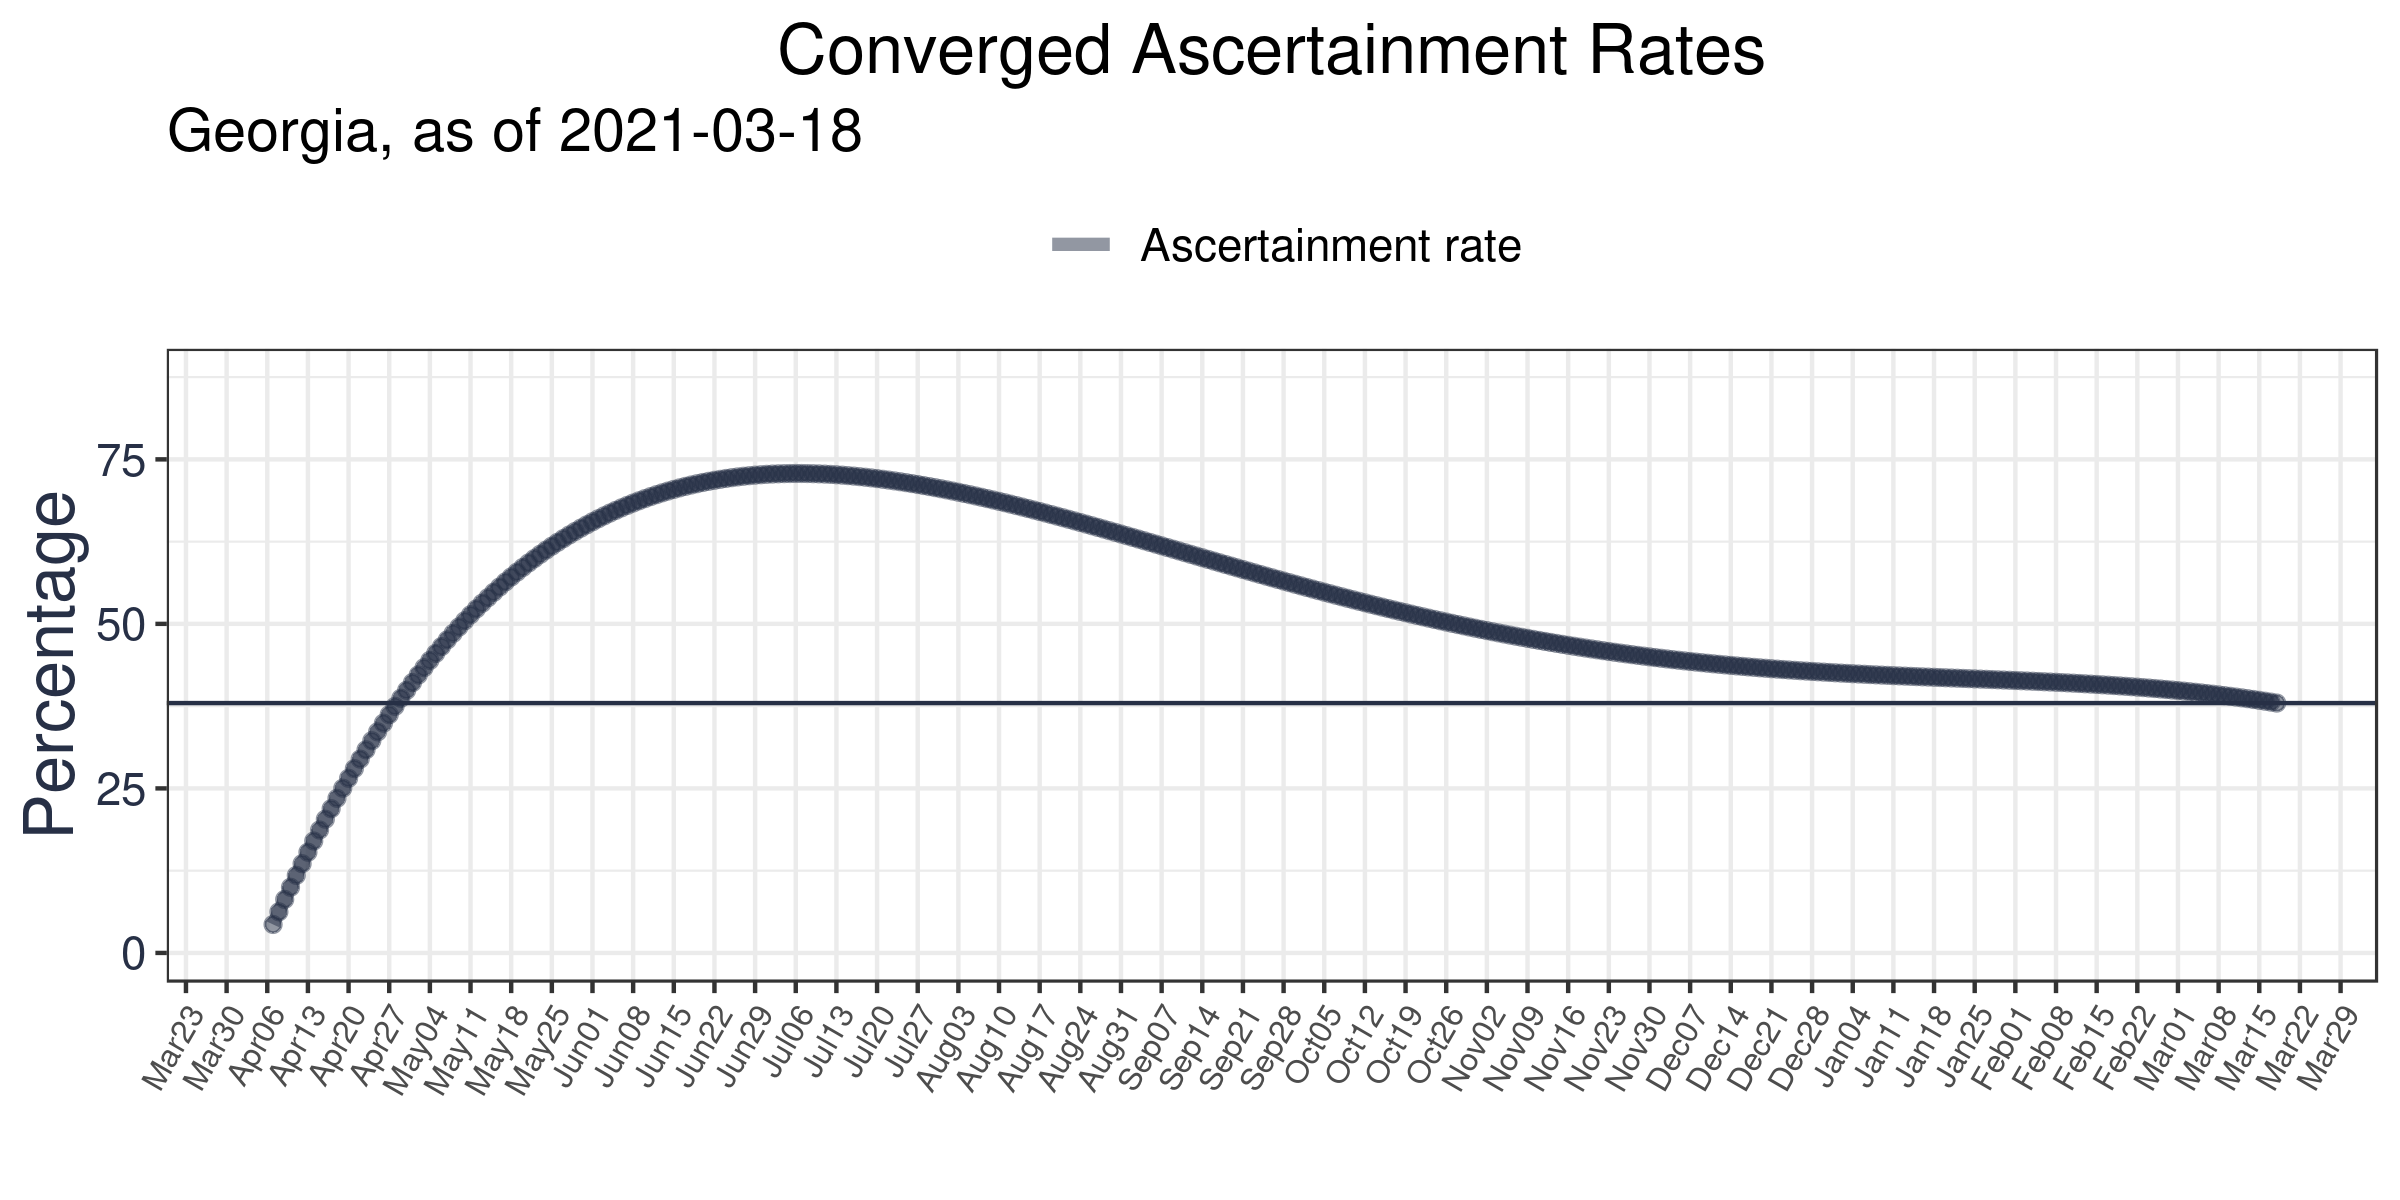 Converged Ascertainment Rates
Georgia, as of 2021-03-18
Ascertainment rate
Percentage
75
50
25
0
Mar23 Mar30 Apr06 Apr13 Apr20 Apr27 May04 May11 May18 May25 Jun01 Jun08 Jun15 Jun22 Jun29 Jul06 Jul13 Jul20 Jul27 Aug03 Aug10 Aug17 Aug24 Aug31 Sep07 Sep14 Sep21 Sep28 Oct05 Oct12 Oct19 Oct26 Nov02 Nov09 Nov16 Nov23 Nov30 Dec07 Dec14 Dec21 Dec28 Jan04 Jan11 Jan18 Jan25 Feb01 Feb08 Feb15 Feb22 Mar01 Mar08 Mar15 Mar22 Mar29